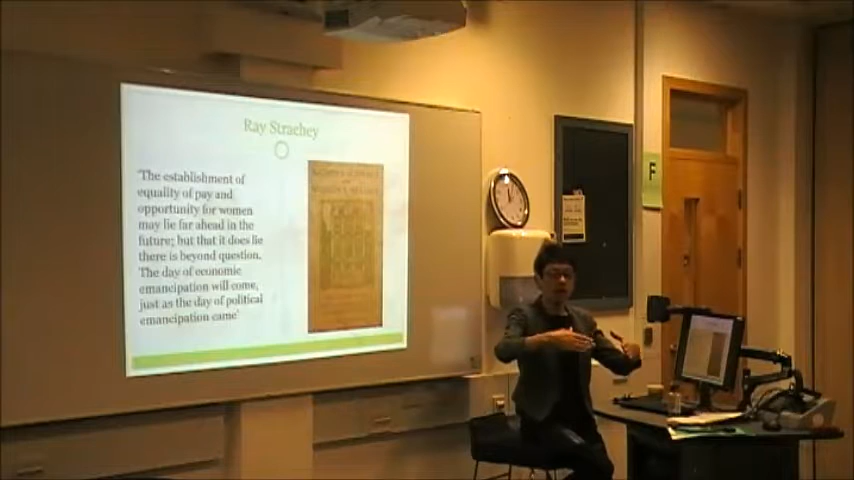 Ray Strachey
'The establishment of
equality of pay and
opportunity for women
may lie far ahead in the
future; but that it does lie
there is beyond question.
The day of economic
emancipation will come,
just as the day of political
emancipation came'
F